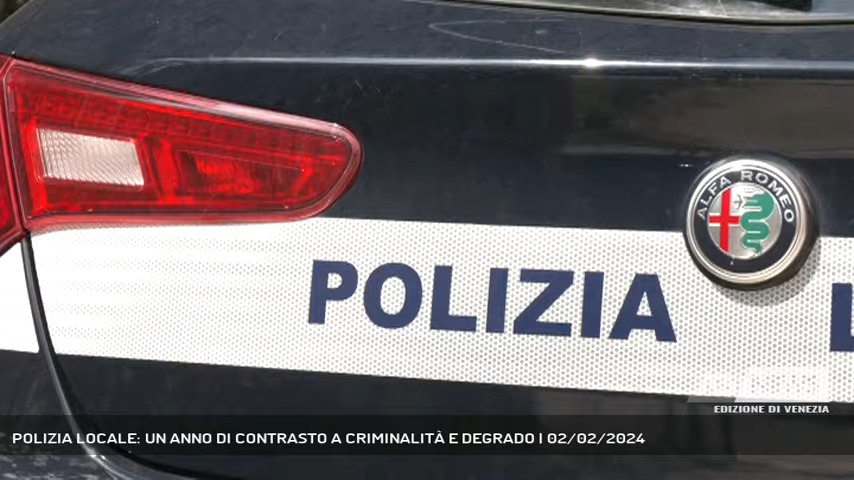 ALFA ROMEO
POLIZIA L
EDIZIONE DI VENEZIA
POLIZIA LOCALE: UN ANNO DI CONTRASTO A CRIMINALITÀ E DEGRADO | 02/02/2024